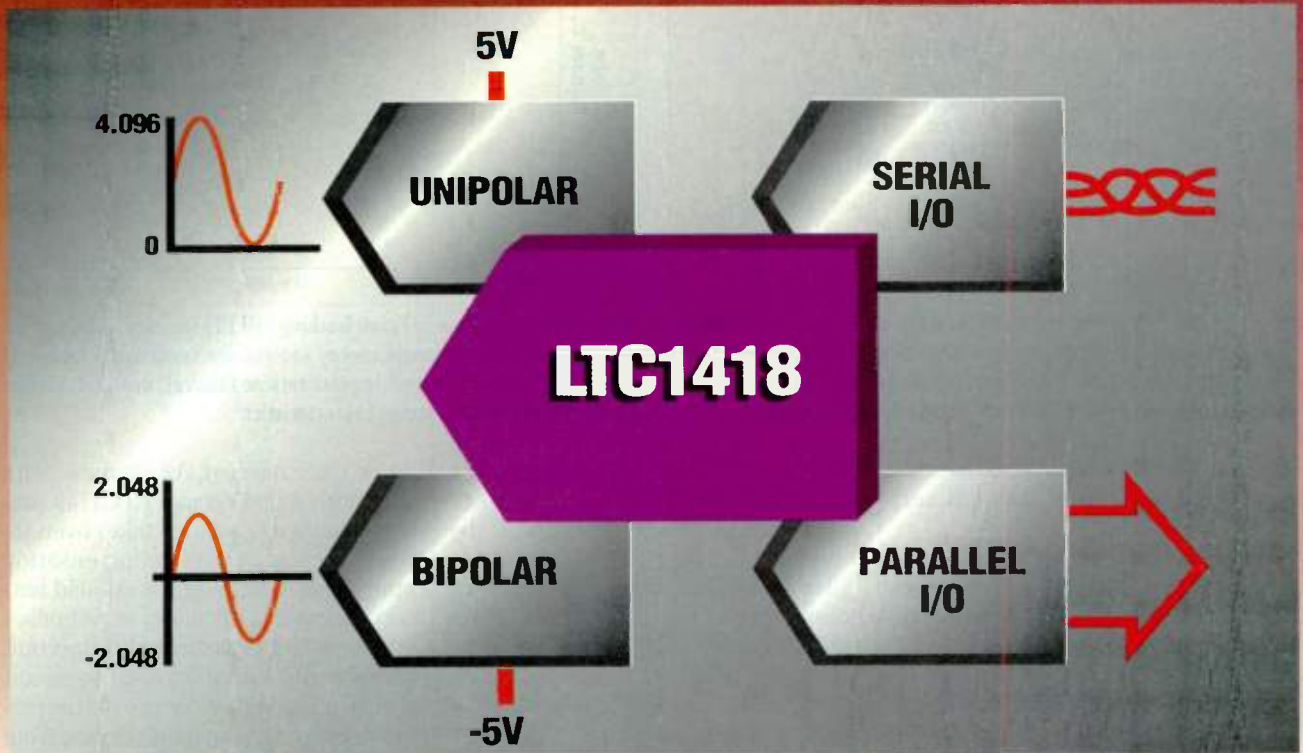 5V
4.096
0
UNIPOLAR
SERIAL
I/O
LTC1418
2.048
-2.048
BIPOLAR
-5V
PARALLEL
I/O